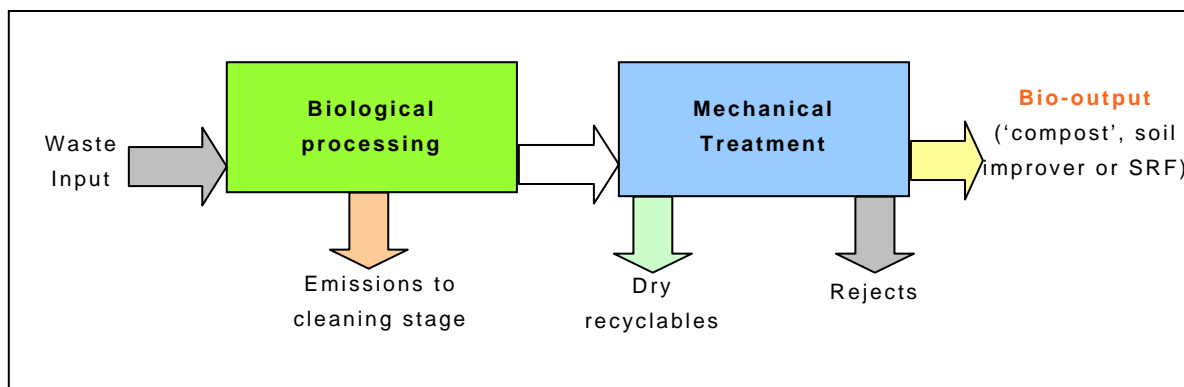 Waste
Input
Biological
processing
Mechanical
Treatment
Bio-output
(‘compost’, soil
improver or SRF)
Emissions to
cleaning stage
Dry
recyclables
Rejects